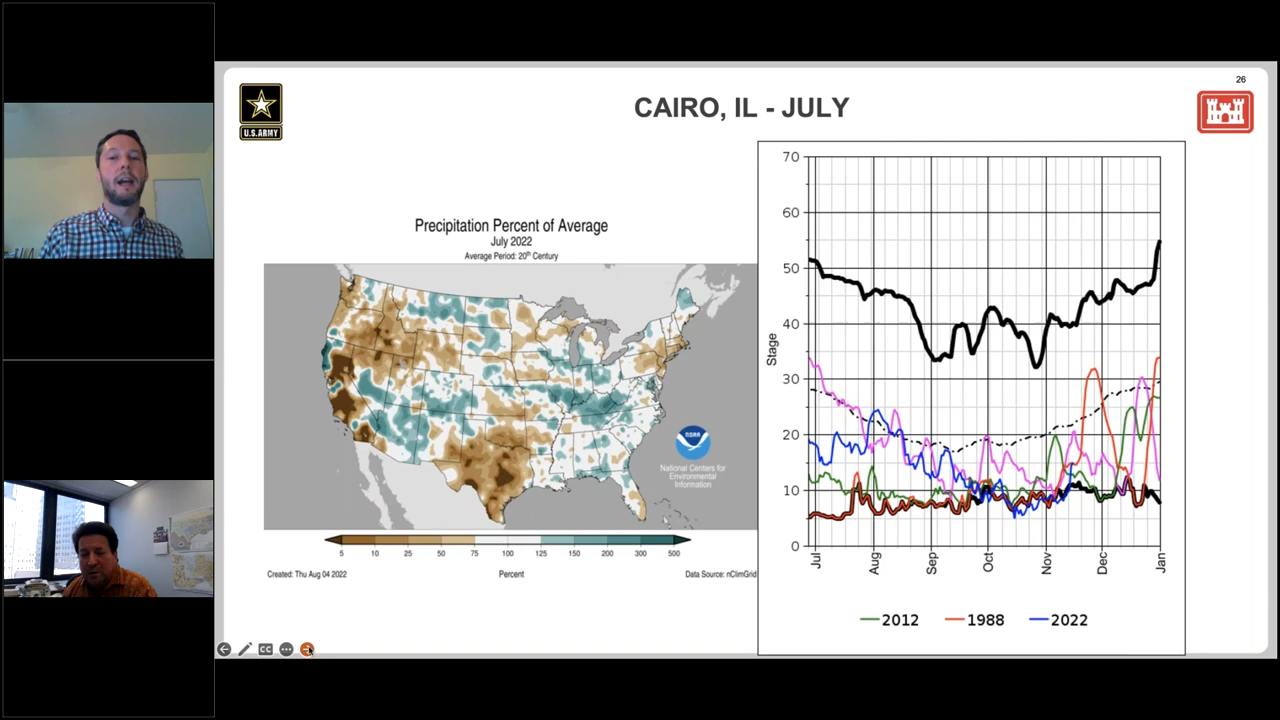 26
U.S.ARMY
CAIRO, IL - JULY
Precipitation Percent of Average
July 2022
Average Period: 20th Century
NOAA
National Centers for
Environmental
Information
5 10 25 50 75 100 125 150 200 300 500
Created: Thu Aug 04 2022
Percent
Data Source: nClimGrid
70
60
50
40
30
20
10
0
Stage
Jul Aug Sep Oct Nov Dec Jan
2012 1988 2022
CC